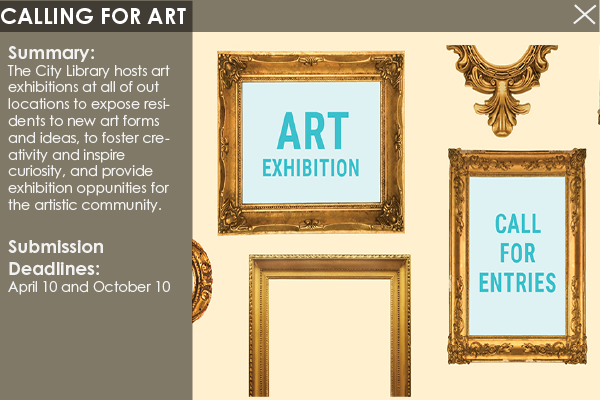 CALLING FOR ART
Summary:
The City Library hosts art
exhibitions at all of out
locations to expose resi-
dents to new art forms
and ideas, to foster cre-
ativity and inspire
curiosity, and provide
exhibition oppunities for
the artistic community.
Submission
Deadlines:
April 10 and October 10
ART
EXHIBITION
CALL
FOR
ENTRIES